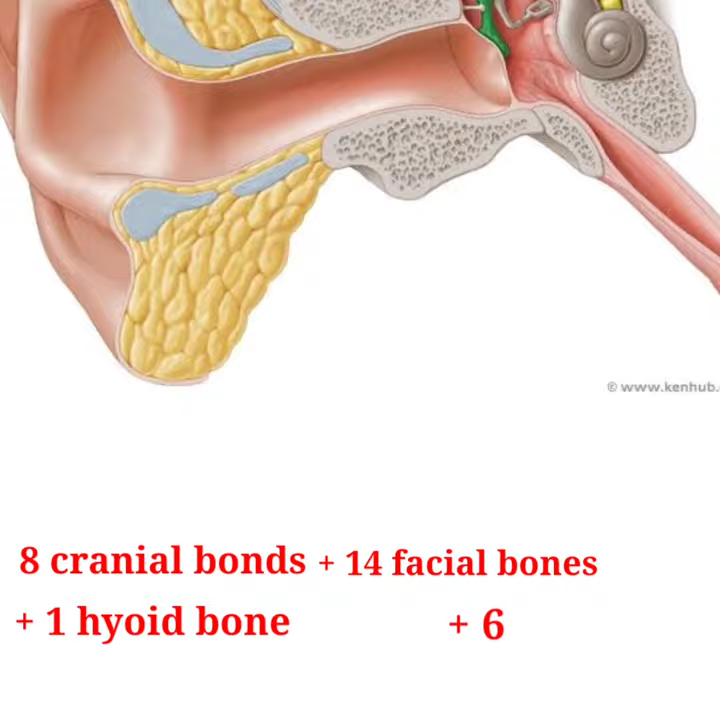 © www.kenhub.
8 cranial bonds + 14 facial bones
+ 1 hyoid bone + 6